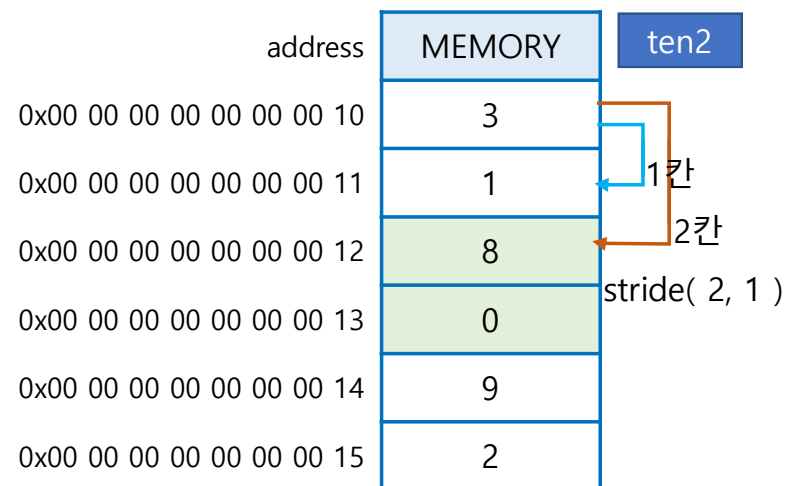 address MEMORY ten2
0x00 00 00 00 00 00 00 10 3
0x00 00 00 00 00 00 00 11 1 1칸
0x00 00 00 00 00 00 00 12 8 2칸
0x00 00 00 00 00 00 00 13 0 stride( 2, 1 )
0x00 00 00 00 00 00 00 14 9
0x00 00 00 00 00 00 00 15 2